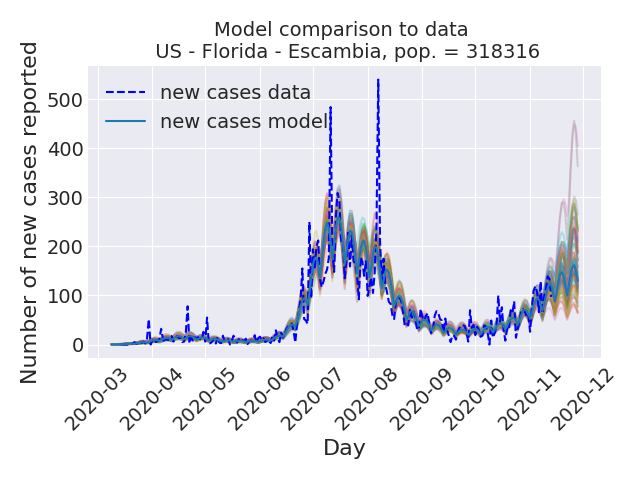 Model comparison to data
US - Florida - Escambia, pop. = 318316
Number of new cases reported
500
400
300
200
100
0
new cases data
new cases model
2020-03
2020-04
2020-05
2020-06
2020-07
2020-08
2020-09
2020-10
2020-11
2020-12
Day